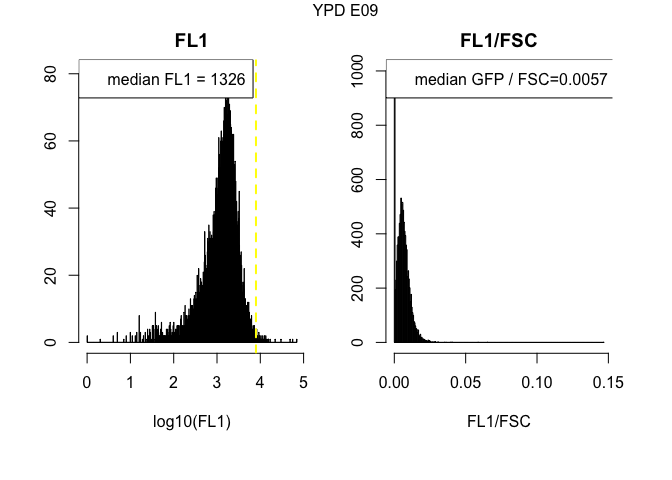 YPD E09
FL1
median FL1 = 1326
80
60
40
20
0
0 1 2 3 4 5
log10(FL1)
FL1/FSC
median GFP / FSC=0.0057
1000
800
600
400
200
0
0.00 0.05 0.10 0.15
FL1/FSC